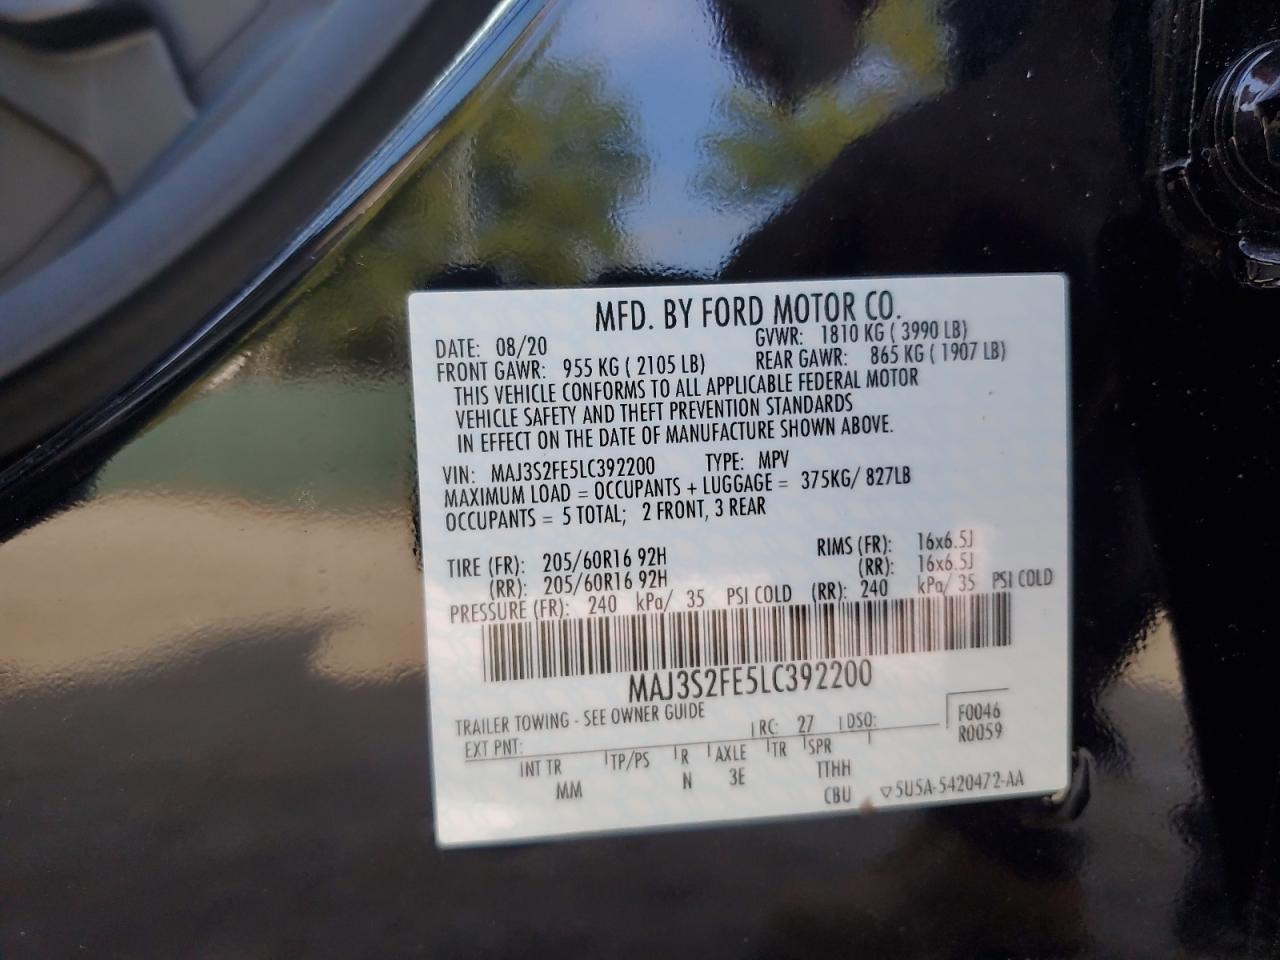 MFD. BY FORD MOTOR CO.
DATE: 08/20 GVWR: 1810 KG ( 3990 LB)
FRONT GAWR: 955 KG ( 2105 LB) REAR GAWR: 865 KG ( 1907 LB)
THIS VEHICLE CONFORMS TO ALL APPLICABLE FEDERAL MOTOR
VEHICLE SAFETY AND THEFT PREVENTION STANDARDS
IN EFFECT ON THE DATE OF MANUFACTURE SHOWN ABOVE.
VIN: MAJ3S2FE5LC392200 TYPE: MPV
MAXIMUM LOAD = OCCUPANTS + LUGGAGE = 375KG/ 827LB
OCCUPANTS = 5 TOTAL; 2 FRONT, 3 REAR
TIRE (FR): 205/60R16 92H RIMS (FR): 16x6.5J
(RR): 205/60R16 92H (RR): 16x6.5J
PRESSURE (FR): 240 kPa/ 35 PSI COLD (RR): 240 kPa/ 35 PSI COLD
MAJ3S2FE5LC392200
TRAILER TOWING - SEE OWNER GUIDE
EXT PNT: RC: 27 DSO: F0046
R0059
INT TR TP/PS R AXLE TR SPR
MM N 3E TTHH
CBU ▽5U5A-5420472-AA